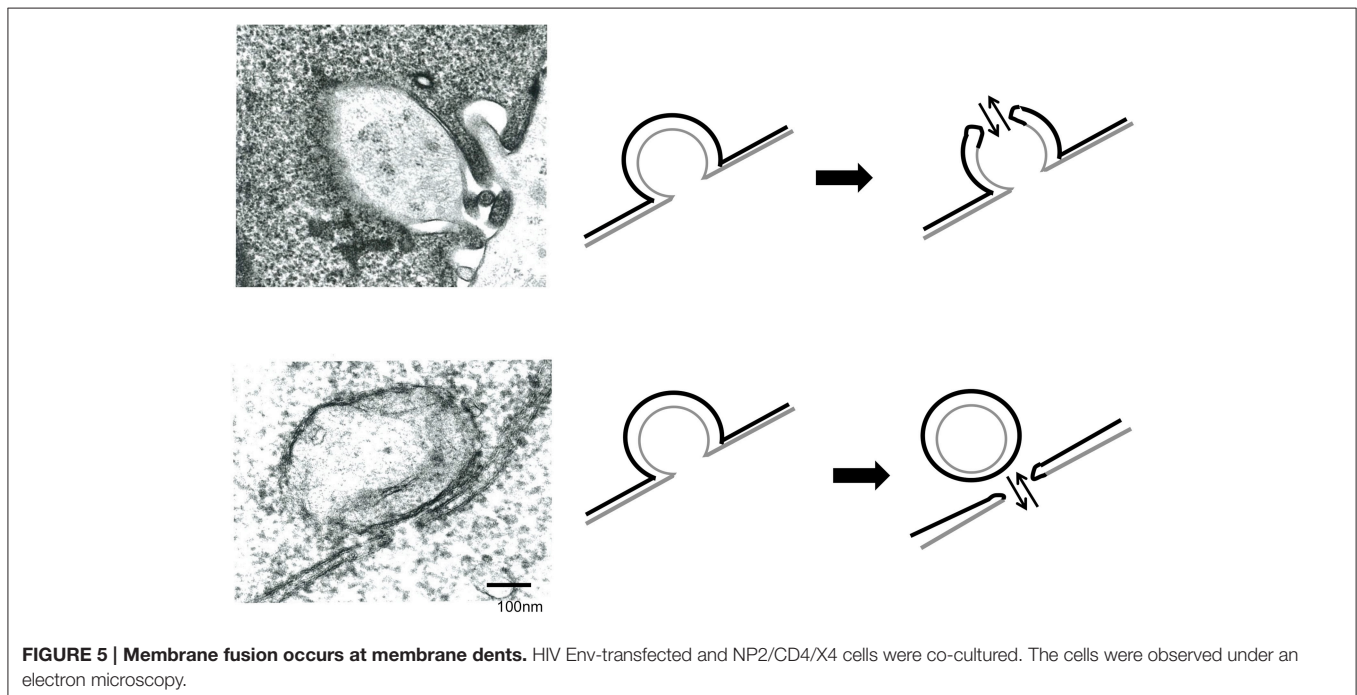 100nm
FIGURE 5 | Membrane fusion occurs at membrane dents. HIV Env-transfected and NP2/CD4/X4 cells were co-cultured. The cells were observed under an
electron microscopy.